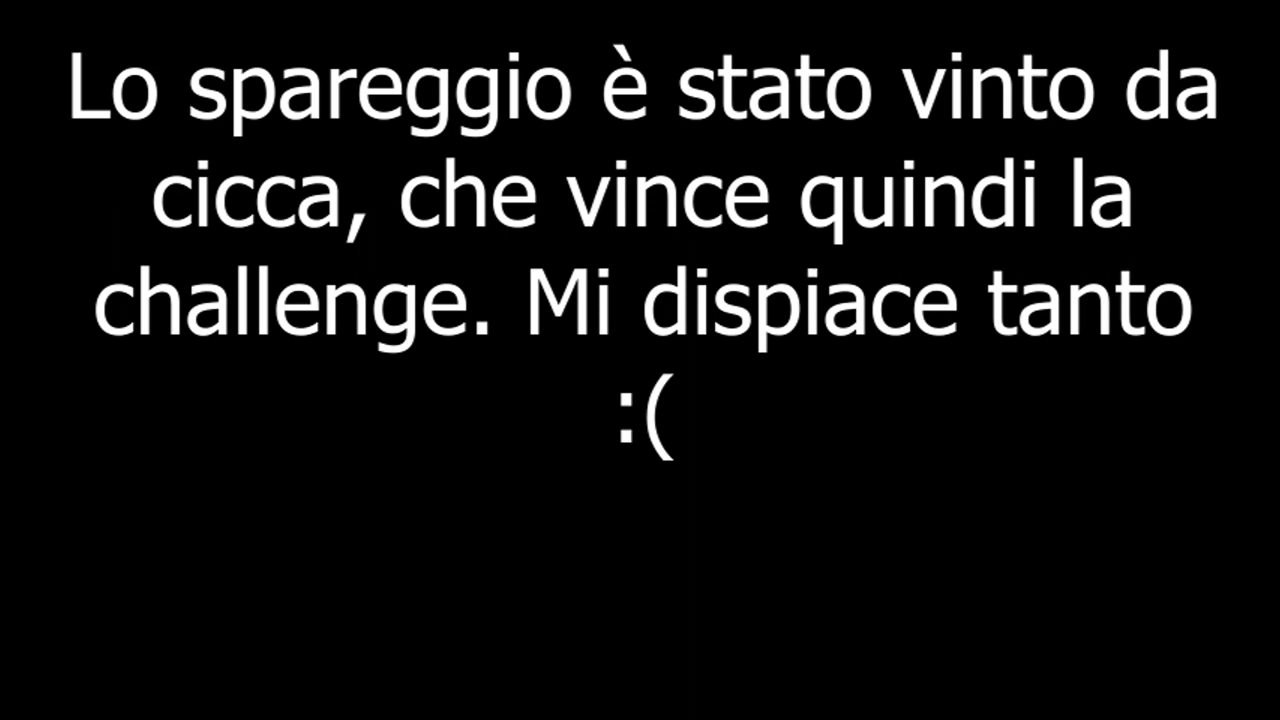 Lo spareggio è stato vinto da
cicca, che vince quindi la
challenge. Mi dispiace tanto
:(